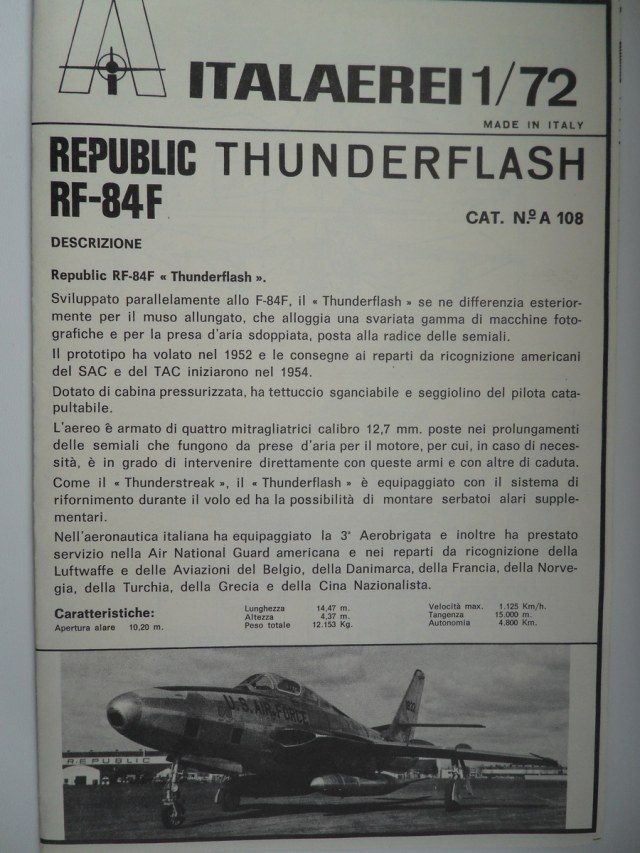 ITALAEREI 1/72
MADE IN ITALY
REPUBLIC THUNDERFLASH
RF-84F
CAT. N.º A 108
DESCRIZIONE
Republic RF-84F « Thunderflash ».
Sviluppato parallelamente allo F-84F, il « Thunderflash » se ne differenzia esterior-
mente per il muso allungato, che alloggia una svariata gamma di macchine foto-
grafiche e per la presa d'aria sdoppiata, posta alla radice delle semiali.
Il prototipo ha volato nel 1952 e le consegne ai reparti da ricognizione americani
del SAC e del TAC iniziarono nel 1954.
Dotato di cabina pressurizzata, ha tettuccio sganciabile e seggiolino del pilota cata-
pultabile.
L'aereo è armato di quattro mitragliatrici calibro 12,7 mm. poste nei prolungamenti
delle semiali che fungono da prese d'aria per il motore, per cui, in caso di neces-
sità, è in grado di intervenire direttamente con queste armi e con altre di caduta.
Come il « Thunderstreak », il « Thunderflash » è equipaggiato con il sistema di
rifornimento durante il volo ed ha la possibilità di montare serbatoi alari supple-
mentari.
Nell'aeronautica italiana ha equipaggiato la 3ª Aerobrigata e inoltre ha prestato
servizio nella Air National Guard americana e nei reparti da ricognizione della
Luftwaffe e delle Aviazioni del Belgio, della Danimarca, della Francia, della Norve-
gia, della Turchia, della Grecia e della Cina Nazionalista.
Caratteristiche:
Apertura alare 10,20 m.
Lunghezza 14,47 m.
Altezza 4,37 m.
Peso totale 12.153 Kg.
Velocità max. 1.125 Km/h.
Tangenza 15.000 m.
Autonomia 4.800 Km.
U.S. AIR FORCE
REPUBLIC